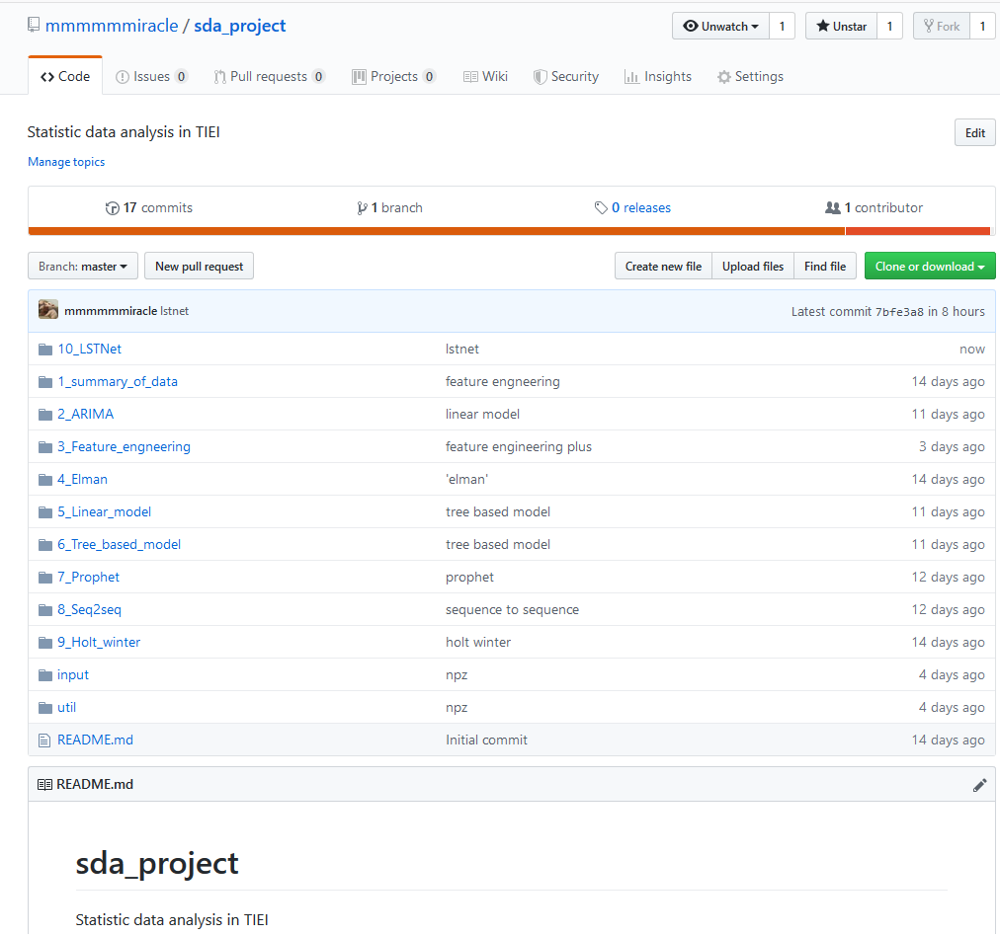 mmmmmmiracle / sda_project Unwatch 1 Unstar 1 Fork 1
Code Issues 0 Pull requests 0 Projects 0 Wiki Security Insights Settings
Statistic data analysis in TIEI Edit
Manage topics
17 commits 1 branch 0 releases 1 contributor
Branch: master New pull request Create new file Upload files Find file Clone or download
mmmmmmiracle lstnet Latest commit 7bfe3a8 in 8 hours
10_LSTNet lstnet now
1_summary_of_data feature engneering 14 days ago
2_ARIMA linear model 11 days ago
3_Feature_engneering feature engineering plus 3 days ago
4_Elman 'elman' 14 days ago
5_Linear_model tree based model 11 days ago
6_Tree_based_model tree based model 11 days ago
7_Prophet prophet 12 days ago
8_Seq2seq sequence to sequence 12 days ago
9_Holt_winter holt winter 14 days ago
input npz 4 days ago
util npz 4 days ago
README.md Initial commit 14 days ago
README.md
sda_project
Statistic data analysis in TIEI